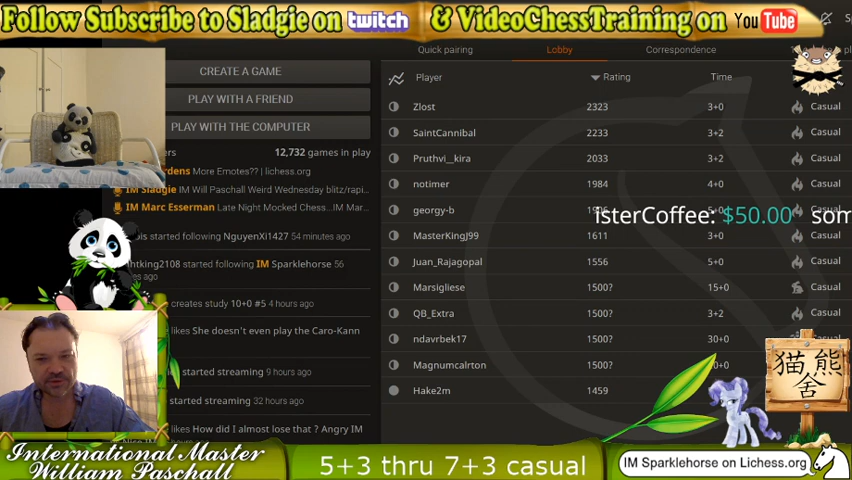 Follow Subscribe to Sladgie on twitch & VideoChessTraining on YouTube
Quick pairing Lobby Correspondence
CREATE A GAME
PLAY WITH A FRIEND
PLAY WITH THE COMPUTER
12,732 games in play
More Emotes?? | lichess.org
IM Sladgie IM Will Paschall Weird Wednesday blitz/rapi...
IM Marc Esserman Late Night Mocked Chess...IM Mar...
started following NguyenXi1427 54 minutes ago
started following IM Sparklehorse 56
ago
creates study 10+0 #5 4 hours ago
likes She doesn't even play the Caro-Kann
started streaming 9 hours ago
started streaming 32 hours ago
likes How did I almost lose that ? Angry IM
Player Rating Time
Zlost 2323 3+0 Casual
SaintCannibal 2233 3+2 Casual
Pruthvi__kira 2033 3+2 Casual
notimer 1984 4+0 Casual
georgy-b
isterCoffee: $50.00 som
MasterKingJ99 1611 3+0 Casual
Juan_Rajagopal 1556 5+0 Casual
Marsigliese 1500? 15+0 Casual
QB_Extra 1500? 3+2 Casual
ndavrbek17 1500? 30+0
Magnumcalrton 1500?
Hake2m 1459
猫熊
舍
International Master
William Paschall
5+3 thru 7+3 casual
IM Sparklehorse on Lichess.org